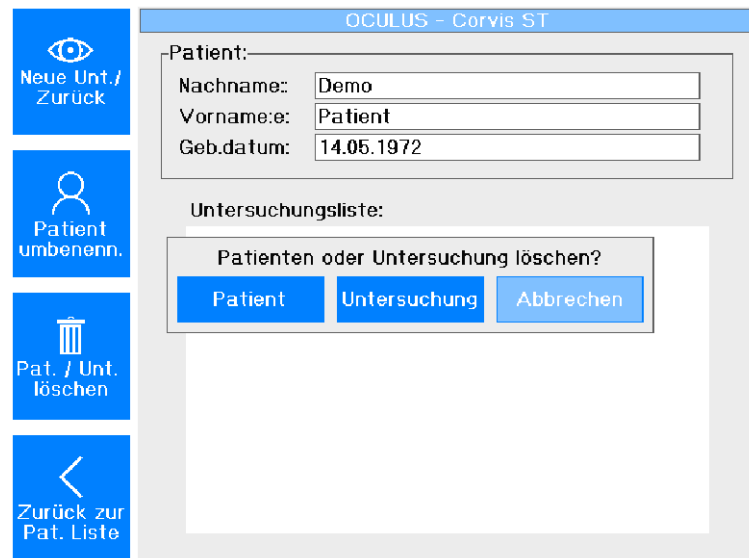 OCULUS - Corvis ST
Neue Unt./
Zurück
Patient:
Nachname::
Demo
Vorname:e:
Patient
Geb.datum:
14.05.1972
Patient
umbenenn.
Untersuchungsliste:
Patienten oder Untersuchung löschen?
Patient
Untersuchung
Abbrechen
Pat. / Unt.
löschen
Zurück zur
Pat. Liste